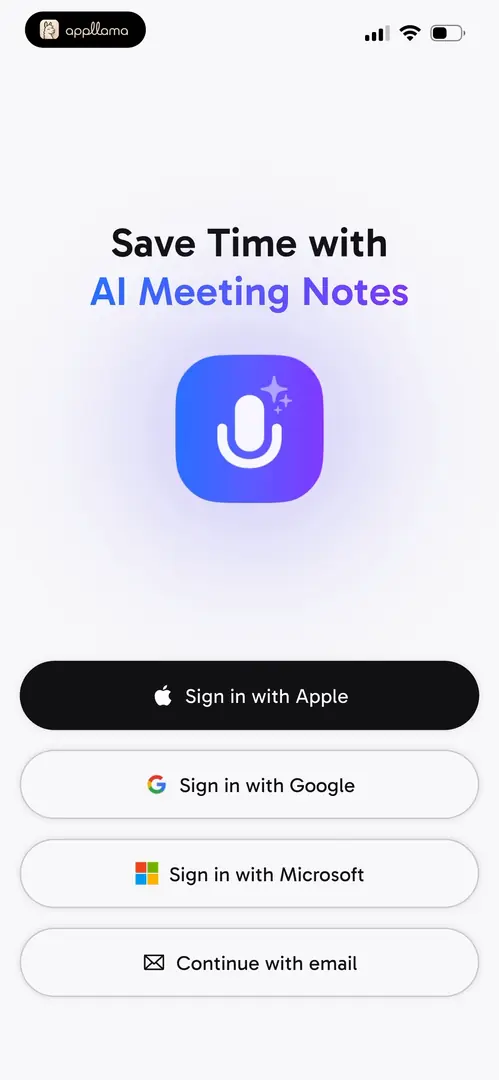 appllama
Save Time with
AI Meeting Notes
Sign in with Apple
Sign in with Google
Sign in with Microsoft
Continue with email